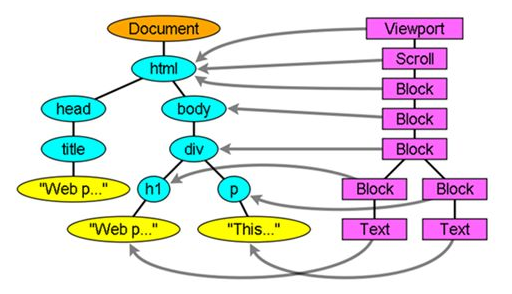 Document
Viewport
html
Scroll
Block
head
body
Block
title
div
Block
"Web p..."
h1
p
Block
Block
"Web p..."
"This..."
Text
Text